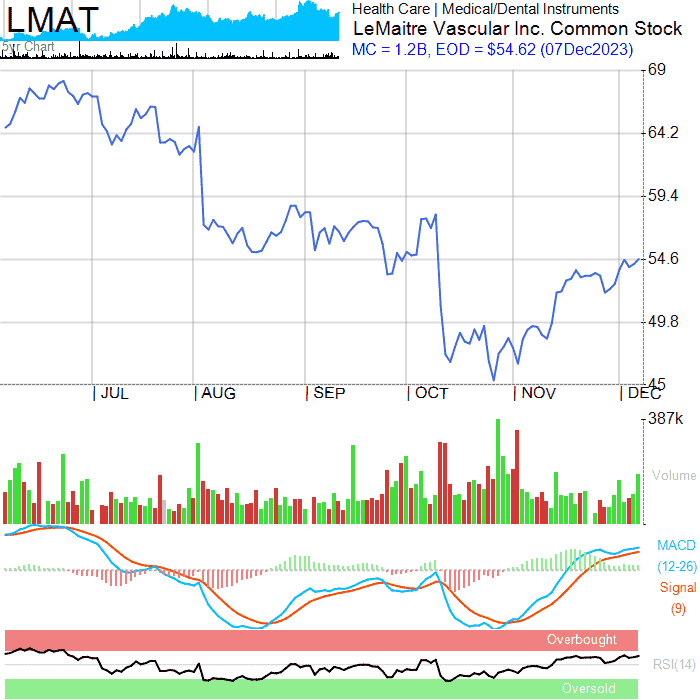 LMAT
5yr Chart
Health Care | Medical/Dental Instruments
LeMaitre Vascular Inc. Common Stock
MC = 1.2B, EOD = $54.62 (07Dec2023)
69
64.2
59.4
54.6
49.8
45
JUL
AUG
SEP
OCT
NOV
DEC
387k
Volume
MACD
(12-26)
Signal
(9)
Overbought
RSI(14)
Oversold